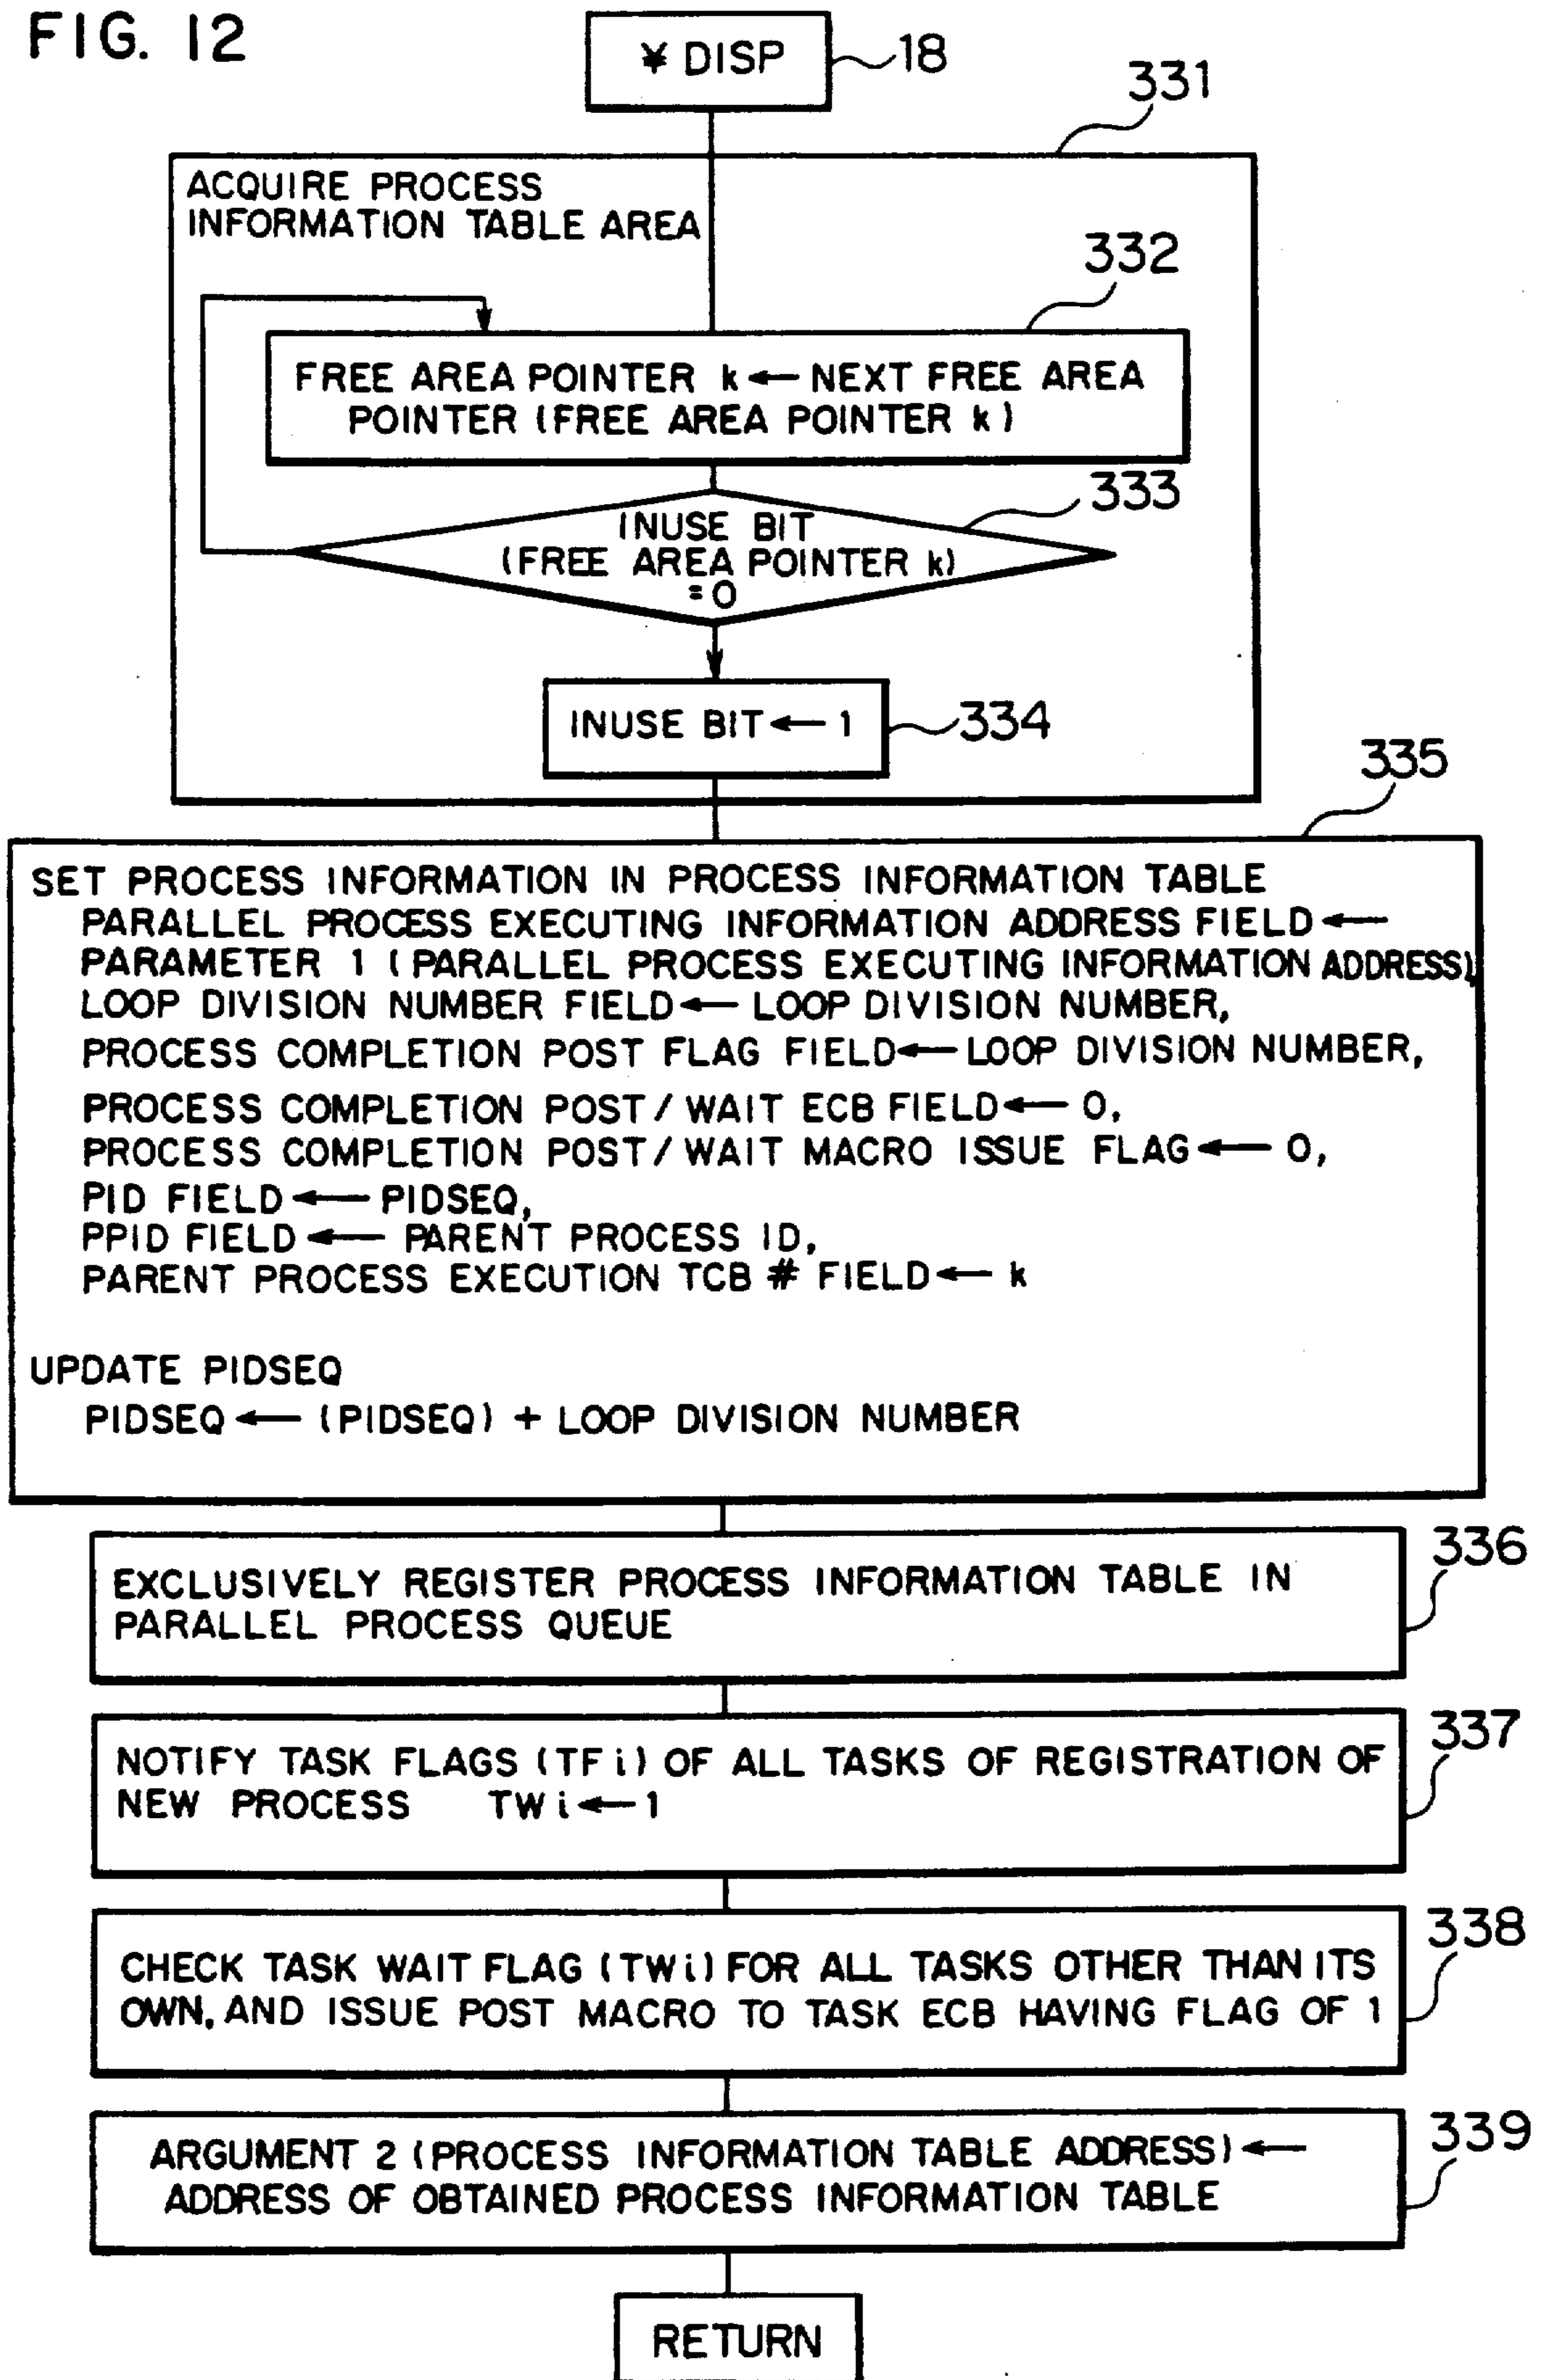 FIG. 12
¥ DISP
18
331
ACQUIRE PROCESS
INFORMATION TABLE AREA
332
FREE AREA POINTER k ← NEXT FREE AREA
POINTER (FREE AREA POINTER k)
333
INUSE BIT
(FREE AREA POINTER k)
= 0
INUSE BIT ← 1
334
335
SET PROCESS INFORMATION IN PROCESS INFORMATION TABLE
PARALLEL PROCESS EXECUTING INFORMATION ADDRESS FIELD ←
PARAMETER 1 (PARALLEL PROCESS EXECUTING INFORMATION ADDRESS),
LOOP DIVISION NUMBER FIELD ← LOOP DIVISION NUMBER,
PROCESS COMPLETION POST FLAG FIELD ← LOOP DIVISION NUMBER,
PROCESS COMPLETION POST / WAIT ECB FIELD ← 0,
PROCESS COMPLETION POST / WAIT MACRO ISSUE FLAG ← 0,
PID FIELD ← PIDSEQ,
PPID FIELD ← PARENT PROCESS ID,
PARENT PROCESS EXECUTION TCB # FIELD ← k
UPDATE PIDSEQ
PIDSEQ ← (PIDSEQ) + LOOP DIVISION NUMBER
336
EXCLUSIVELY REGISTER PROCESS INFORMATION TABLE IN
PARALLEL PROCESS QUEUE
337
NOTIFY TASK FLAGS (TFi) OF ALL TASKS OF REGISTRATION OF
NEW PROCESS TWi ← 1
338
CHECK TASK WAIT FLAG (TWi) FOR ALL TASKS OTHER THAN ITS
OWN, AND ISSUE POST MACRO TO TASK ECB HAVING FLAG OF 1
339
ARGUMENT 2 (PROCESS INFORMATION TABLE ADDRESS) ←
ADDRESS OF OBTAINED PROCESS INFORMATION TABLE
RETURN